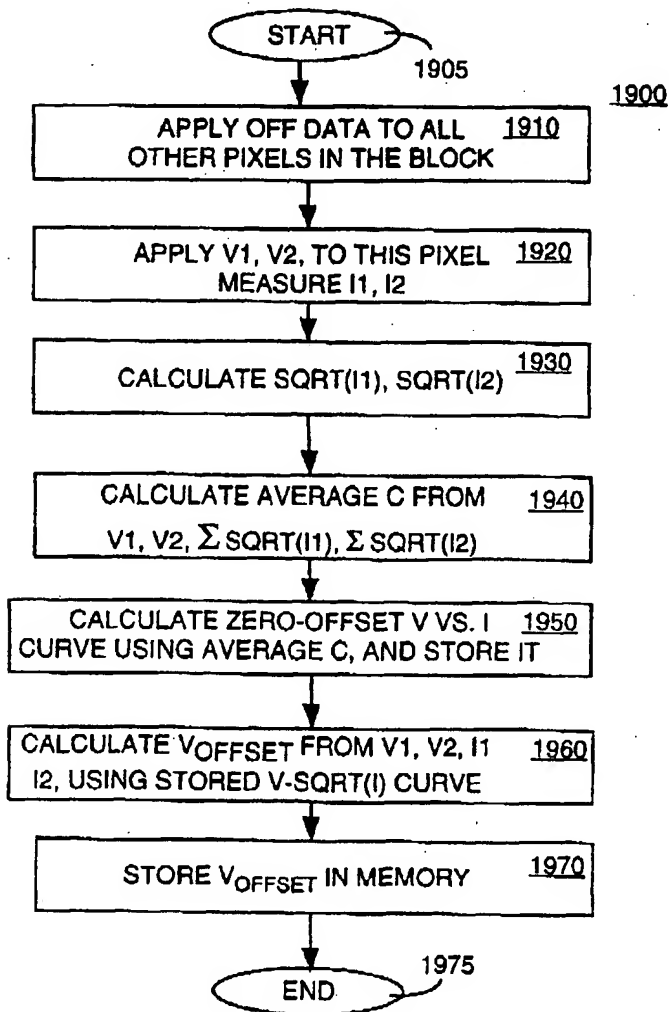 START
1905
1900
APPLY OFF DATA TO ALL 1910
OTHER PIXELS IN THE BLOCK
APPLY V1, V2, TO THIS PIXEL 1920
MEASURE I1, I2
1930
CALCULATE SQRT(I1), SQRT(I2)
CALCULATE AVERAGE C FROM 1940
V1, V2, Σ SQRT(I1), Σ SQRT(I2)
CALCULATE ZERO-OFFSET V VS. I 1950
CURVE USING AVERAGE C, AND STORE IT
CALCULATE VOFFSET FROM V1, V2, I1 1960
I2, USING STORED V-SQRT(I) CURVE
STORE VOFFSET IN MEMORY 1970
1975
END